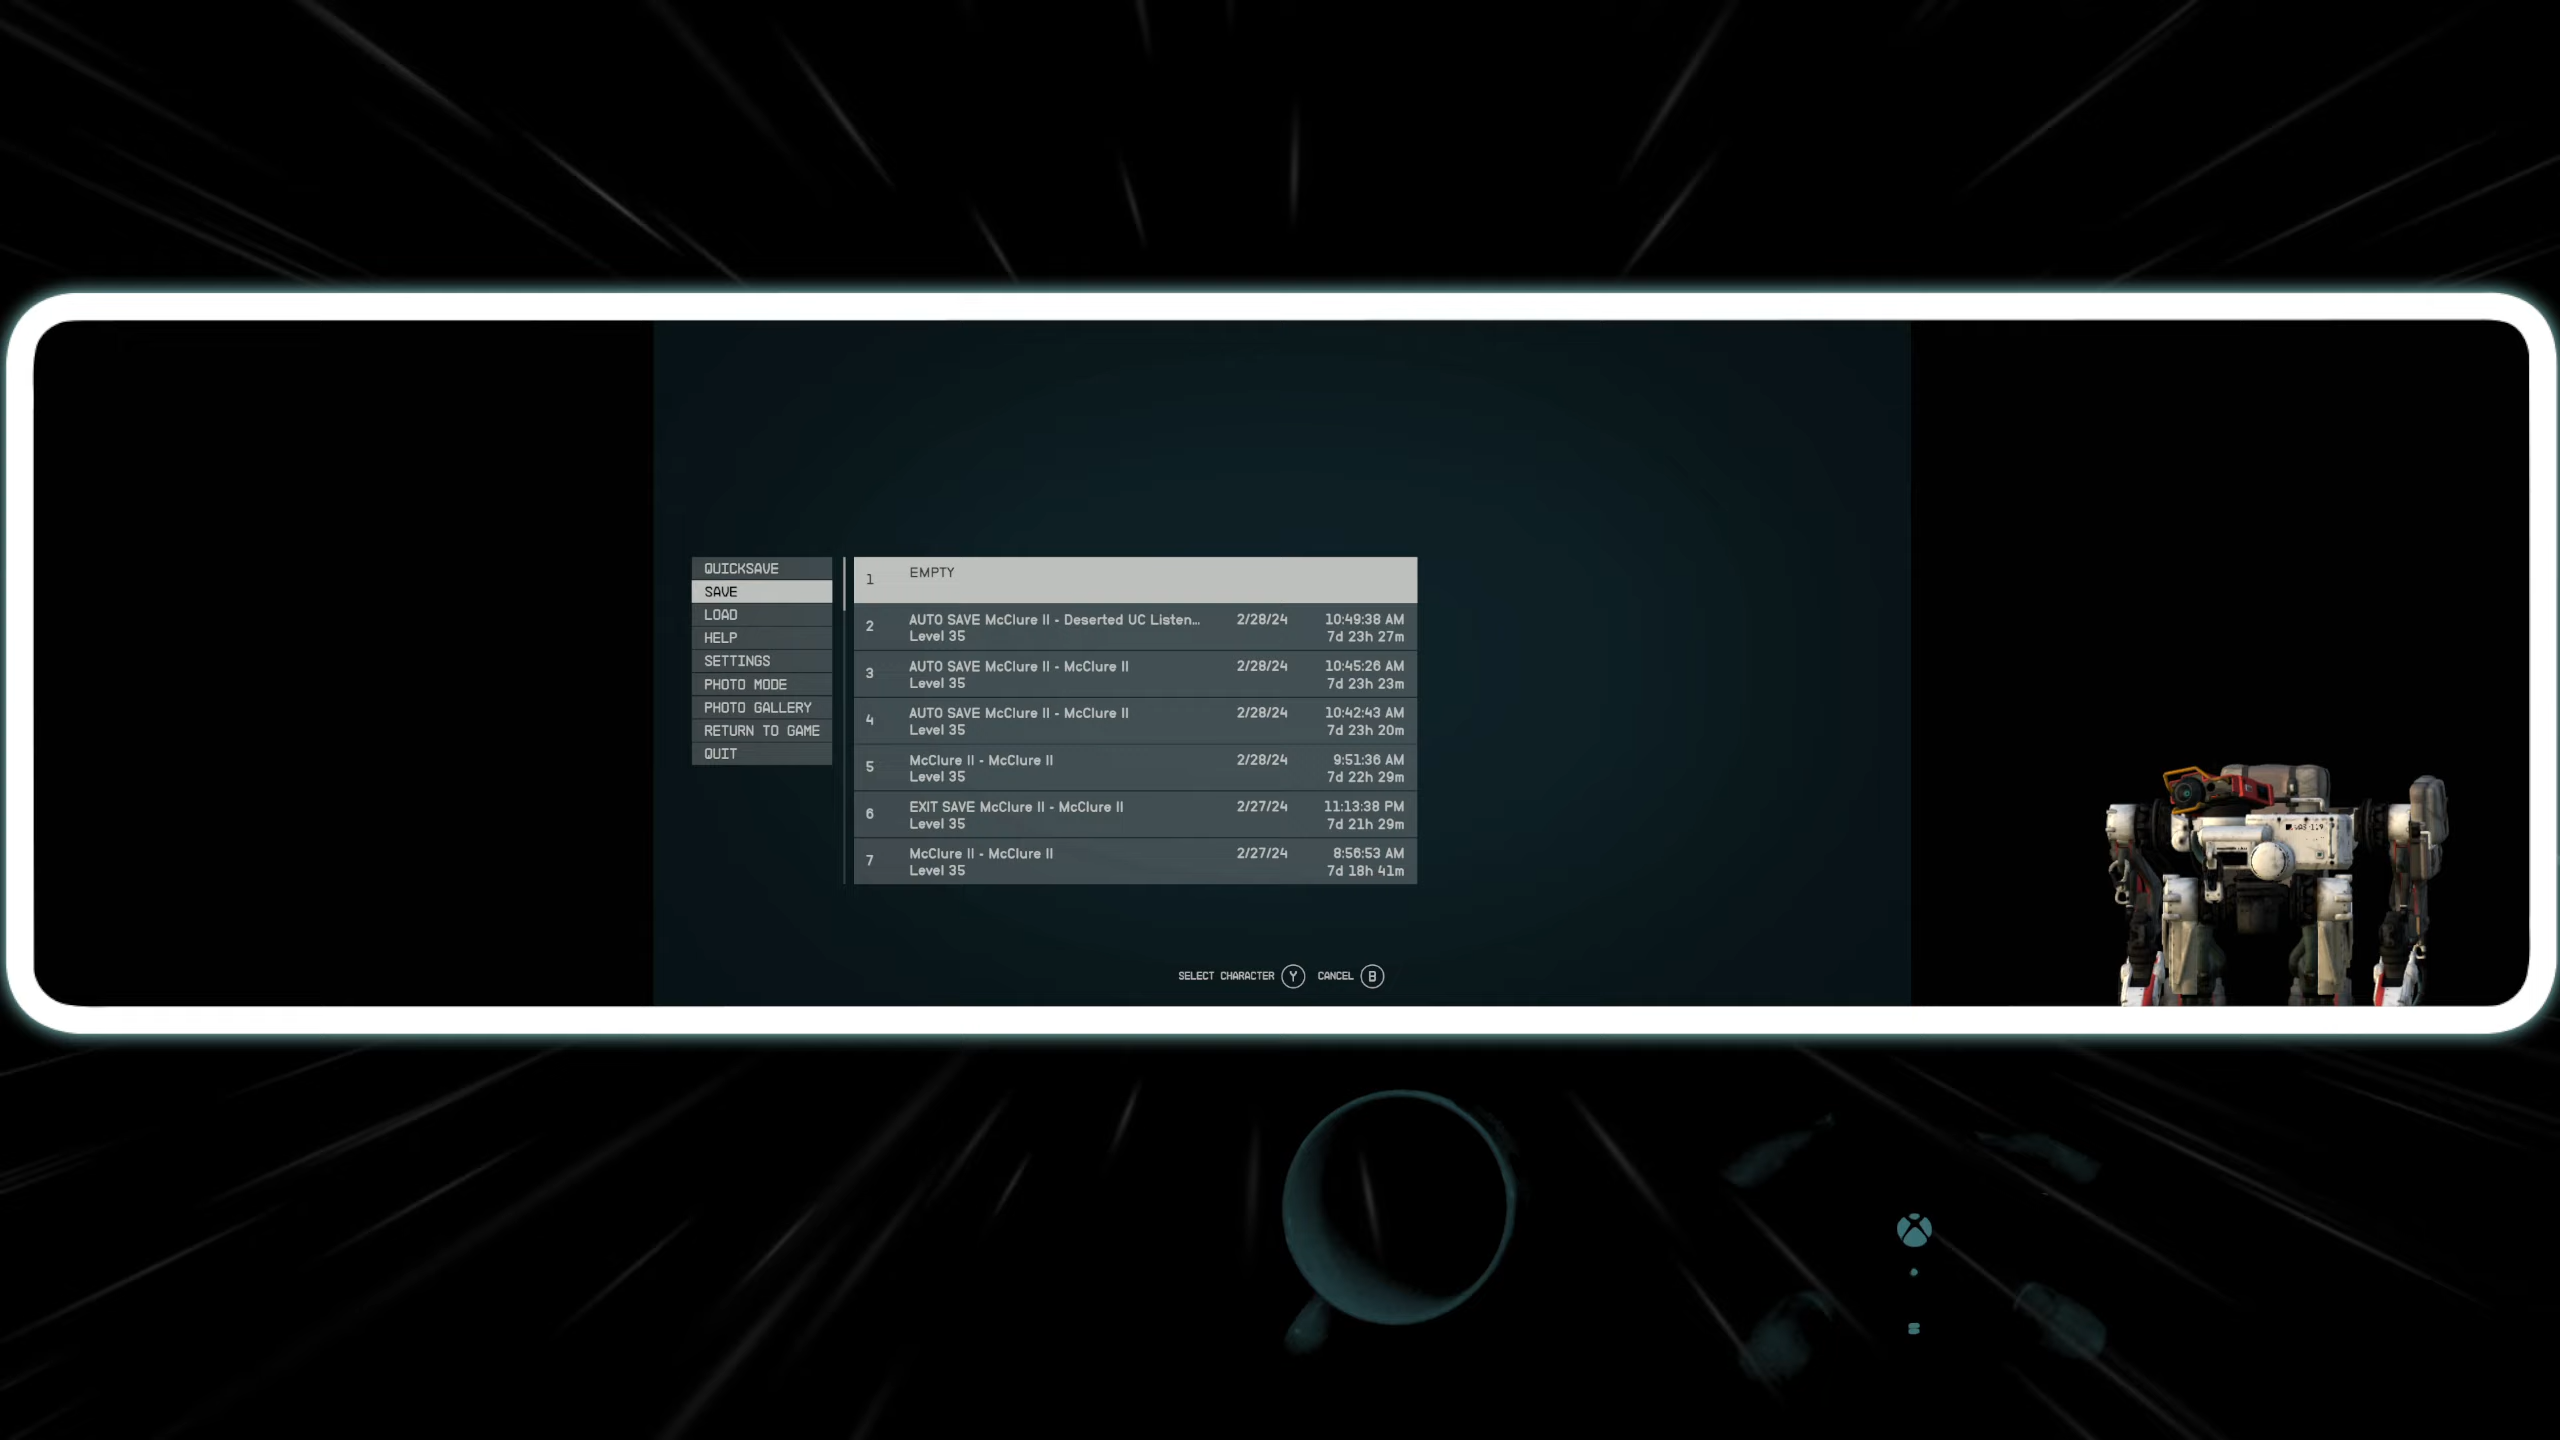 QUICKSAVE
SAVE
LOAD
HELP
SETTINGS
PHOTO MODE
PHOTO GALLERY
RETURN TO GAME
QUIT
1 EMPTY
2 AUTO SAVE McClure II - Deserted UC Listen... 2/28/24 10:49:38 AM
Level 35 7d 23h 27m
3 AUTO SAVE McClure II - McClure II 2/28/24 10:45:26 AM
Level 35 7d 23h 23m
4 AUTO SAVE McClure II - McClure II 2/28/24 10:42:43 AM
Level 35 7d 23h 20m
5 McClure II - McClure II 2/28/24 9:51:36 AM
Level 35 7d 22h 29m
6 EXIT SAVE McClure II - McClure II 2/27/24 11:13:38 PM
Level 35 7d 21h 29m
7 McClure II - McClure II 2/27/24 8:56:53 AM
Level 35 7d 18h 41m
SELECT CHARACTER Y CANCEL B